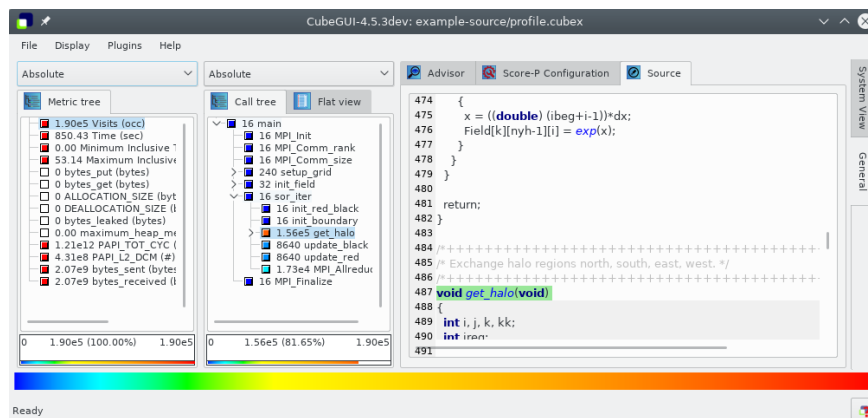 CubeGUI-4.5.3dev: example-source/profile.cubex
File Display Plugins Help
Absolute
Absolute
Advisor
Score-P Configuration
Source
Metric tree
1.90e5 Visits (occ)
850.43 Time (sec)
0.00 Minimum Inclusive T
53.14 Maximum Inclusive
0 bytes_put (bytes)
0 bytes_get (bytes)
0 ALLOCATION_SIZE (byt
0 DEALLOCATION_SIZE (b
0 bytes_leaked (bytes)
0.00 maximum_heap_me
1.21e12 PAPI_TOT_CYC (
4.31e8 PAPI_L2_DCM (#)
2.07e9 bytes_sent (bytes
2.07e9 bytes_received (b
0 1.90e5 (100.00%) 1.90e5
Call tree
Flat view
16 main
16 MPI_Init
16 MPI_Comm_rank
16 MPI_Comm_size
240 setup_grid
32 init_field
16 sor_iter
16 init_red_black
16 init_boundary
1.56e5 get_halo
8640 update_black
8640 update_red
1.73e4 MPI_Allreduc
16 MPI_Finalize
0 1.56e5 (81.65%) 1.90e5
474 {
475 x = ((double) (ibeg+i-1))*dx;
476 Field[k][nyh-1][i] = exp(x);
477 }
478 }
479 }
480
481 return;
482 }
483
484 /*++++++++++++++++++++++++++++++++++++++++
485 /* Exchange halo regions north, south, east, west. */
486 /*++++++++++++++++++++++++++++++++++++++++
487 void get_halo(void)
488 {
489 int i, j, k, kk;
490 int ireq;
491
System View
General
Ready